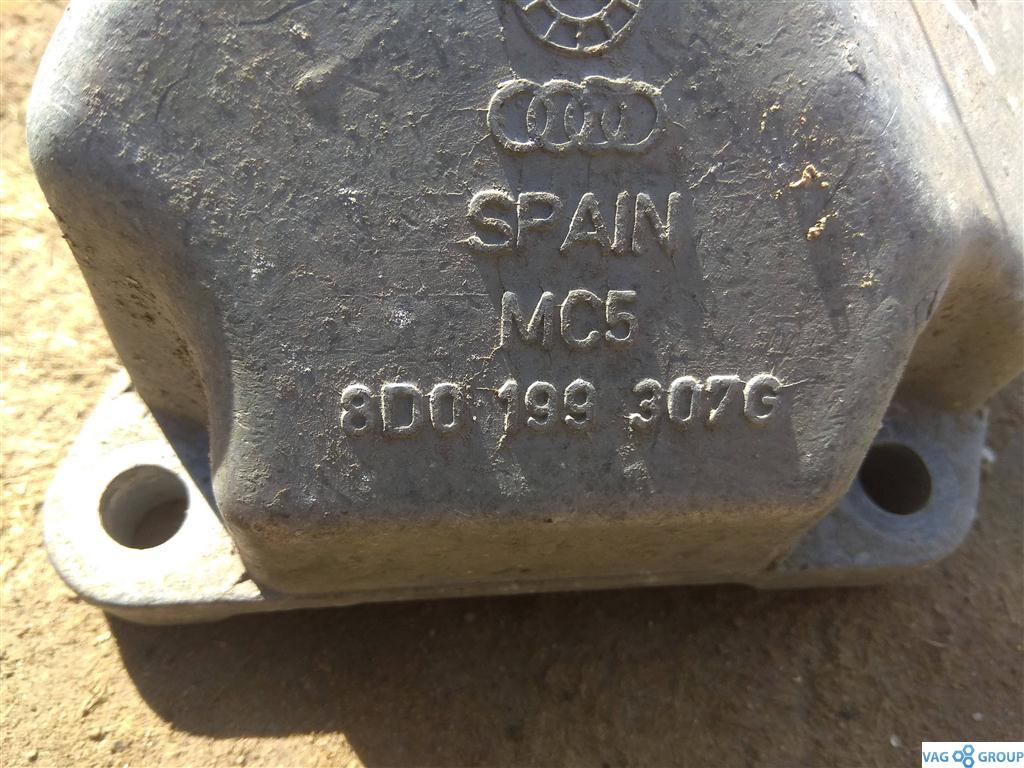 SPAIN
MC5
8D0 199 307G
VAG GROUP